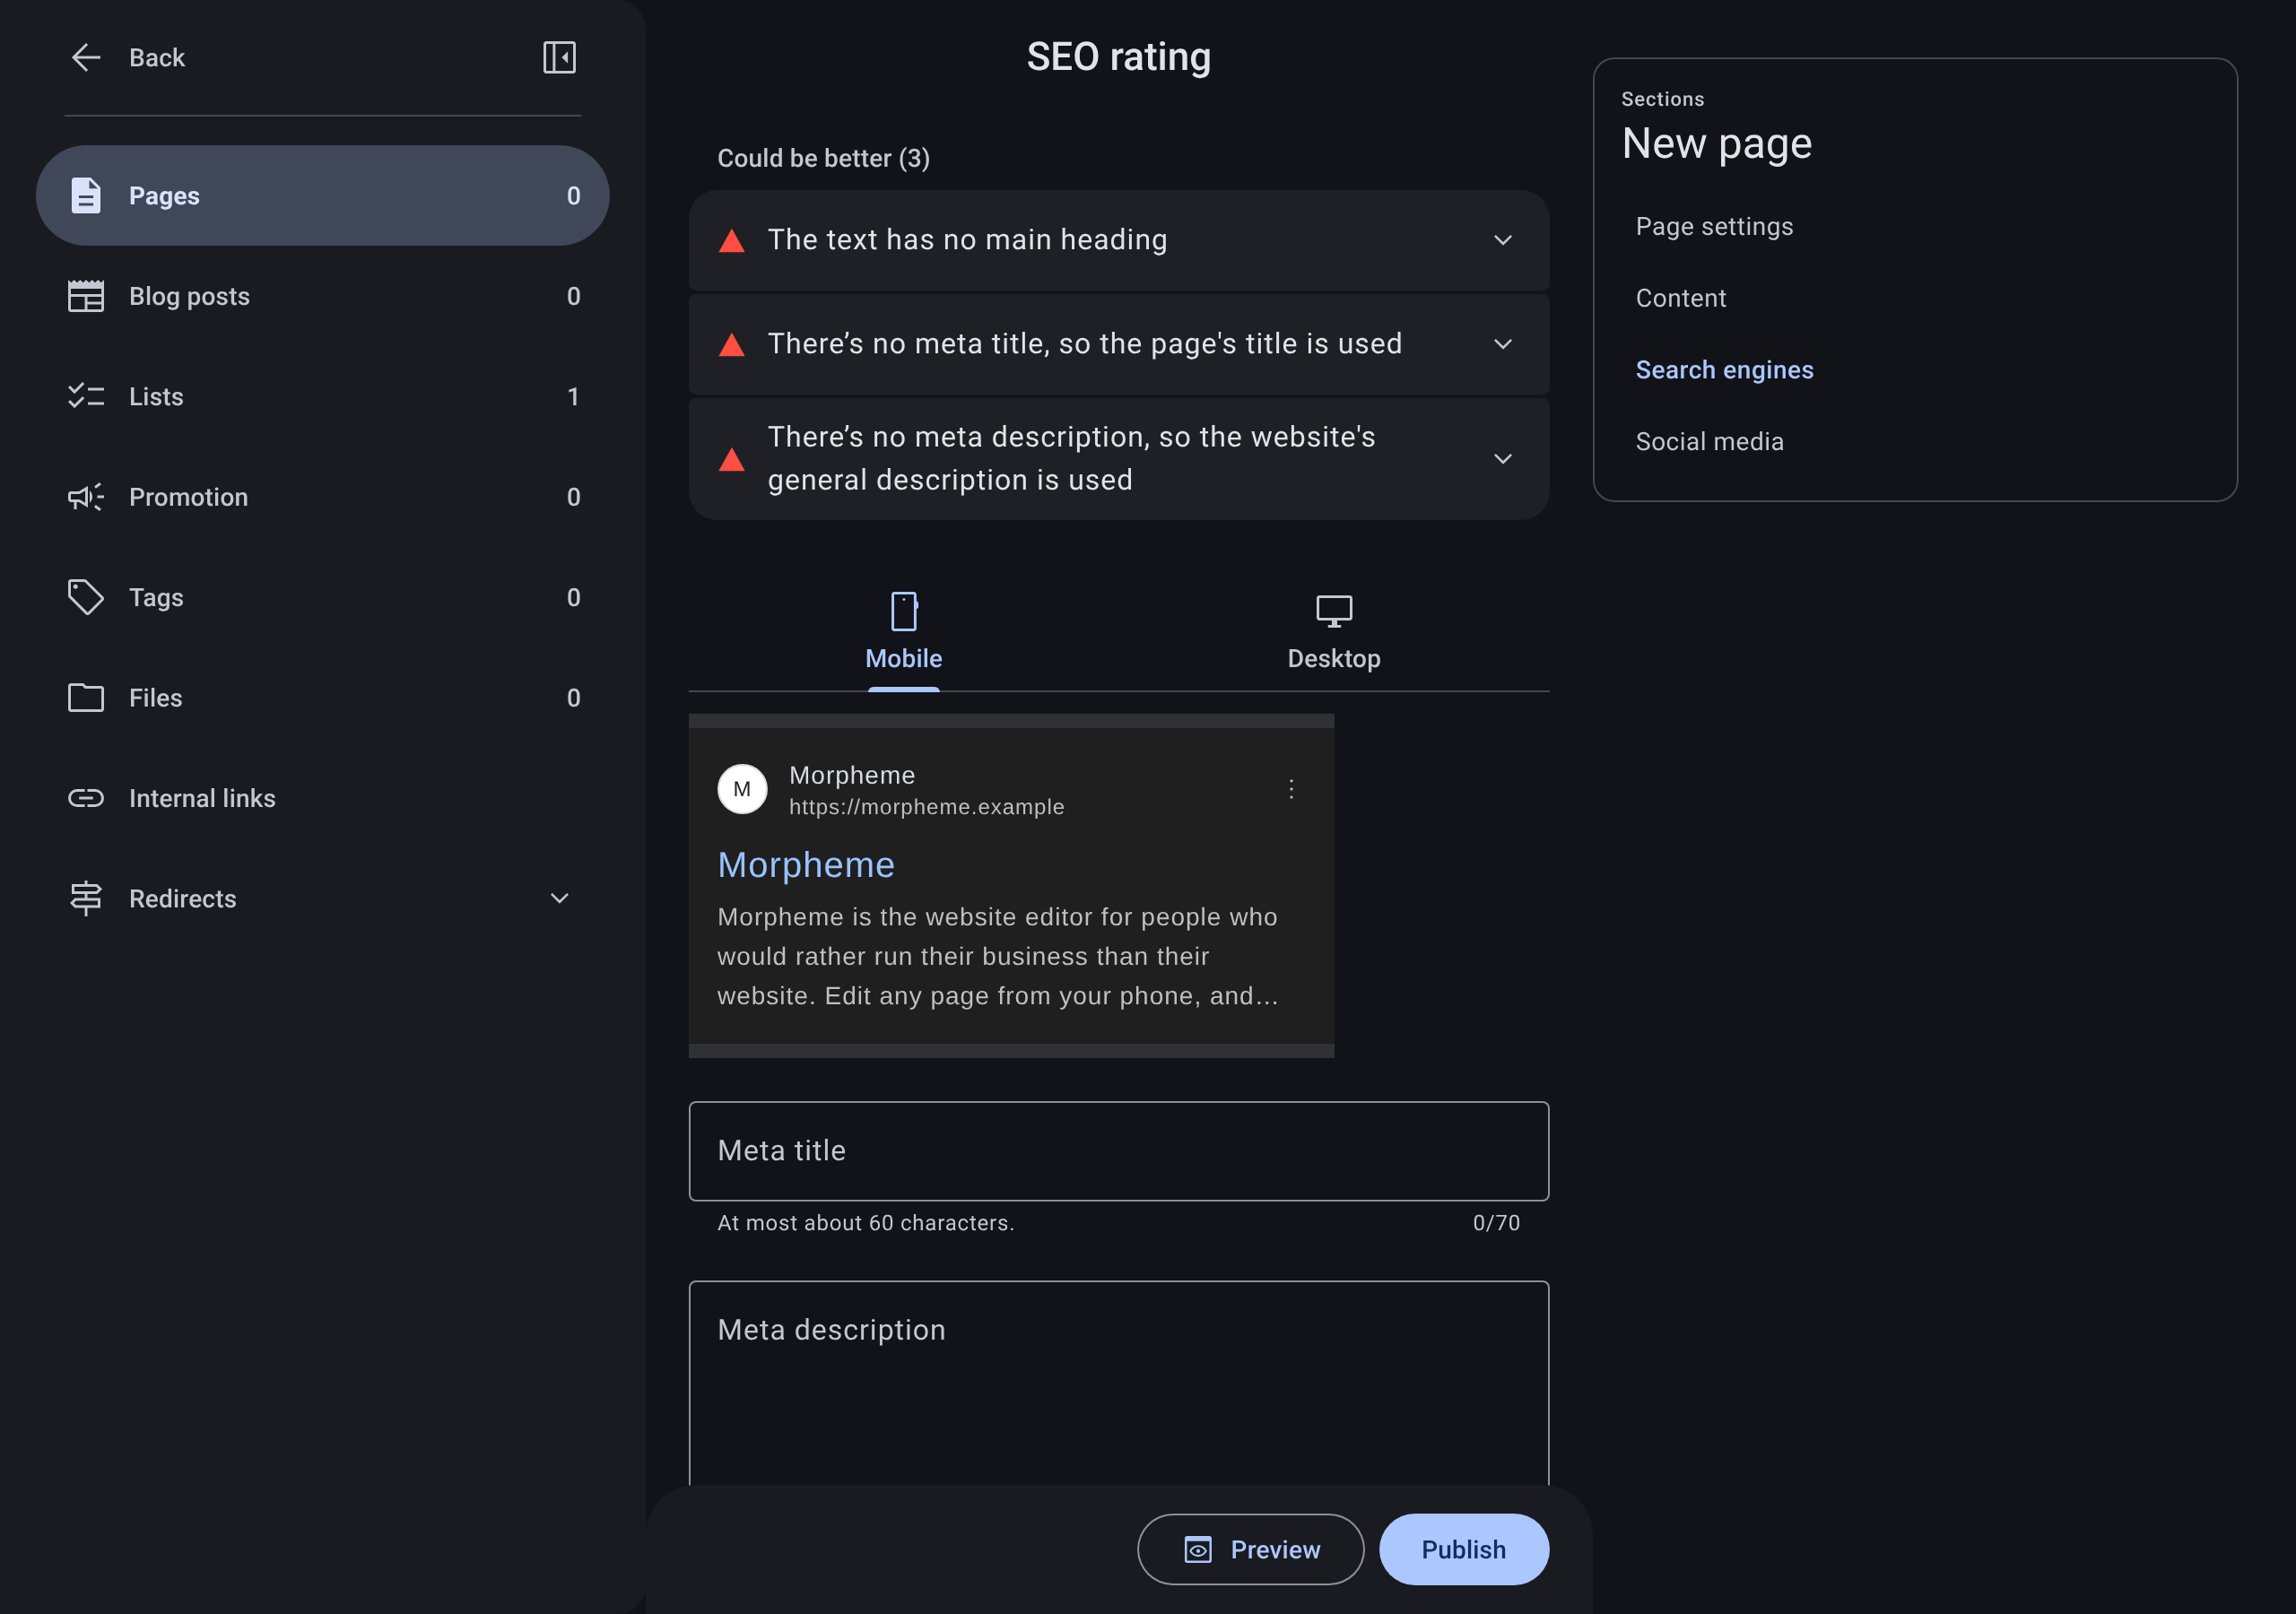 Back
Pages
0
Blog posts
0
Lists
1
Promotion
0
Tags
0
Files
0
Internal links
Redirects
SEO rating
Could be better (3)
The text has no main heading
There’s no meta title, so the page's title is used
There’s no meta description, so the website's
general description is used
Mobile
Desktop
M
Morpheme
https://morpheme.example
Morpheme
Morpheme is the website editor for people who
would rather run their business than their
website. Edit any page from your phone, and...
Meta title
At most about 60 characters.
0/70
Meta description
Preview
Publish
Sections
New page
Page settings
Content
Search engines
Social media